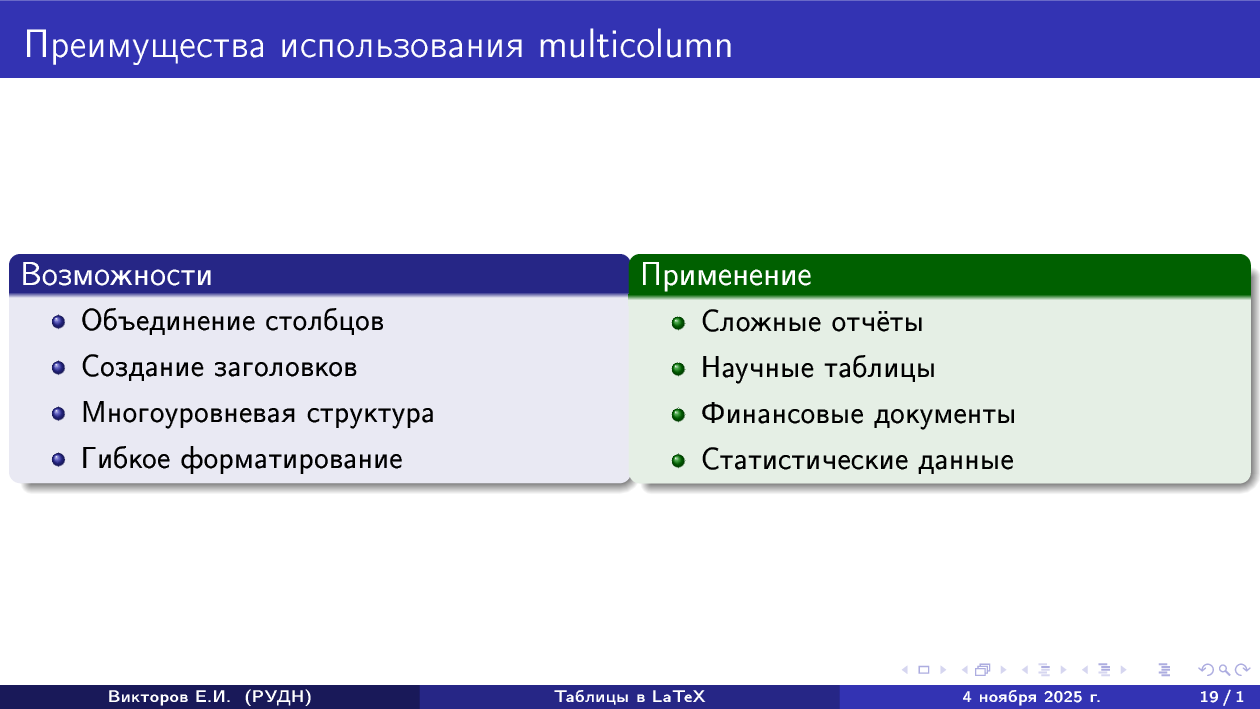 Преимущества использования multicolumn
Возможности
Объединение столбцов
Создание заголовков
Многоуровневая структура
Гибкое форматирование
Применение
Сложные отчёты
Научные таблицы
Финансовые документы
Статистические данные
Викторов Е.И. (РУДН)
Таблицы в LaTeX
4 ноября 2025 г.
19 / 1